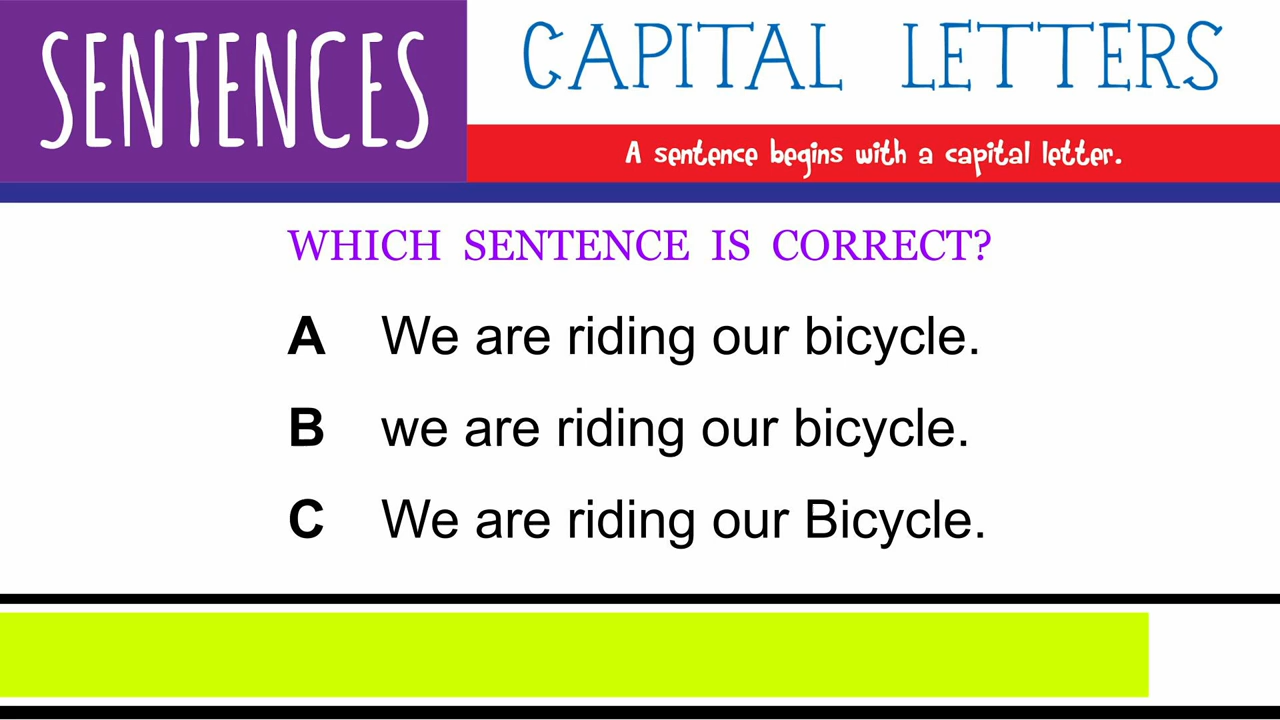 SENTENCES
CAPITAL LETTERS
A sentence begins with a capital letter.
WHICH SENTENCE IS CORRECT?
A We are riding our bicycle.
B we are riding our bicycle.
C We are riding our Bicycle.